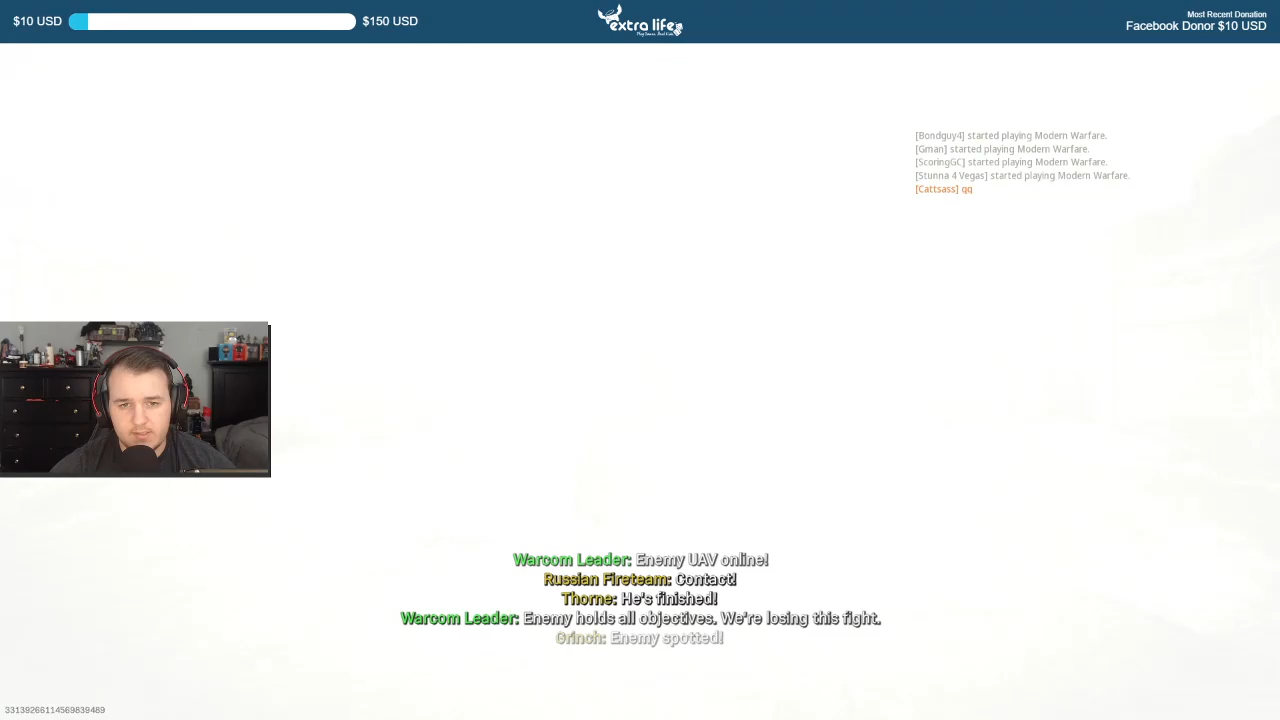 $10 USD
$150 USD
extra life
Most Recent Donation
Facebook Donor $10 USD
[Bondguy4] started playing Modern Warfare.
[Gman] started playing Modern Warfare.
[ScoringGC] started playing Modern Warfare.
[Stunna 4 Vegas] started playing Modern Warfare.
[Cattsass] qq
Warcom Leader: Enemy UAV online!
Russian Fireteam: Contact!
Thorne: He's finished!
Warcom Leader: Enemy holds all objectives. We're losing this fight.
Grinch: Enemy spotted!
33139266114569839489